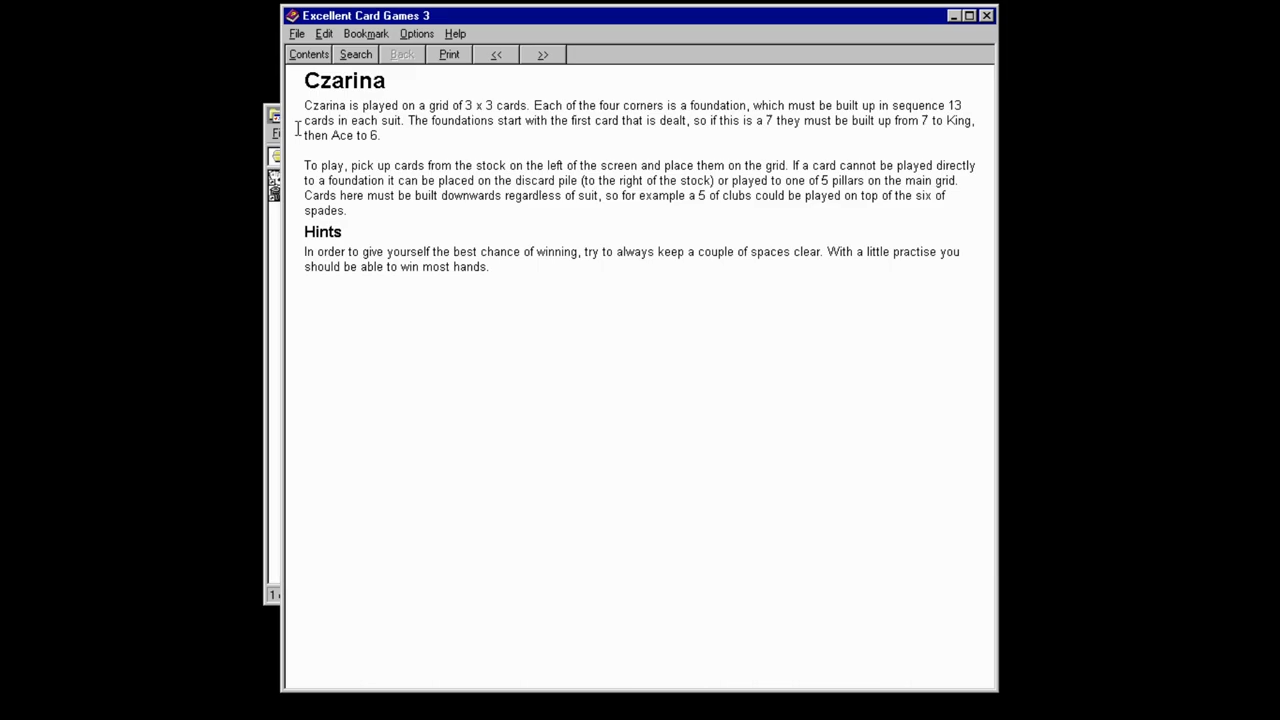 Excellent Card Games 3
File Edit Bookmark Options Help
Contents Search Back Print << >>
Czarina
Czarina is played on a grid of 3 x 3 cards. Each of the four corners is a foundation, which must be built up in sequence 13
cards in each suit. The foundations start with the first card that is dealt, so if this is a 7 they must be built up from 7 to King,
then Ace to 6.
To play, pick up cards from the stock on the left of the screen and place them on the grid. If a card cannot be played directly
to a foundation it can be placed on the discard pile (to the right of the stock) or played to one of 5 pillars on the main grid.
Cards here must be built downwards regardless of suit, so for example a 5 of clubs could be played on top of the six of
spades.
Hints
In order to give yourself the best chance of winning, try to always keep a couple of spaces clear. With a little practise you
should be able to win most hands.
1